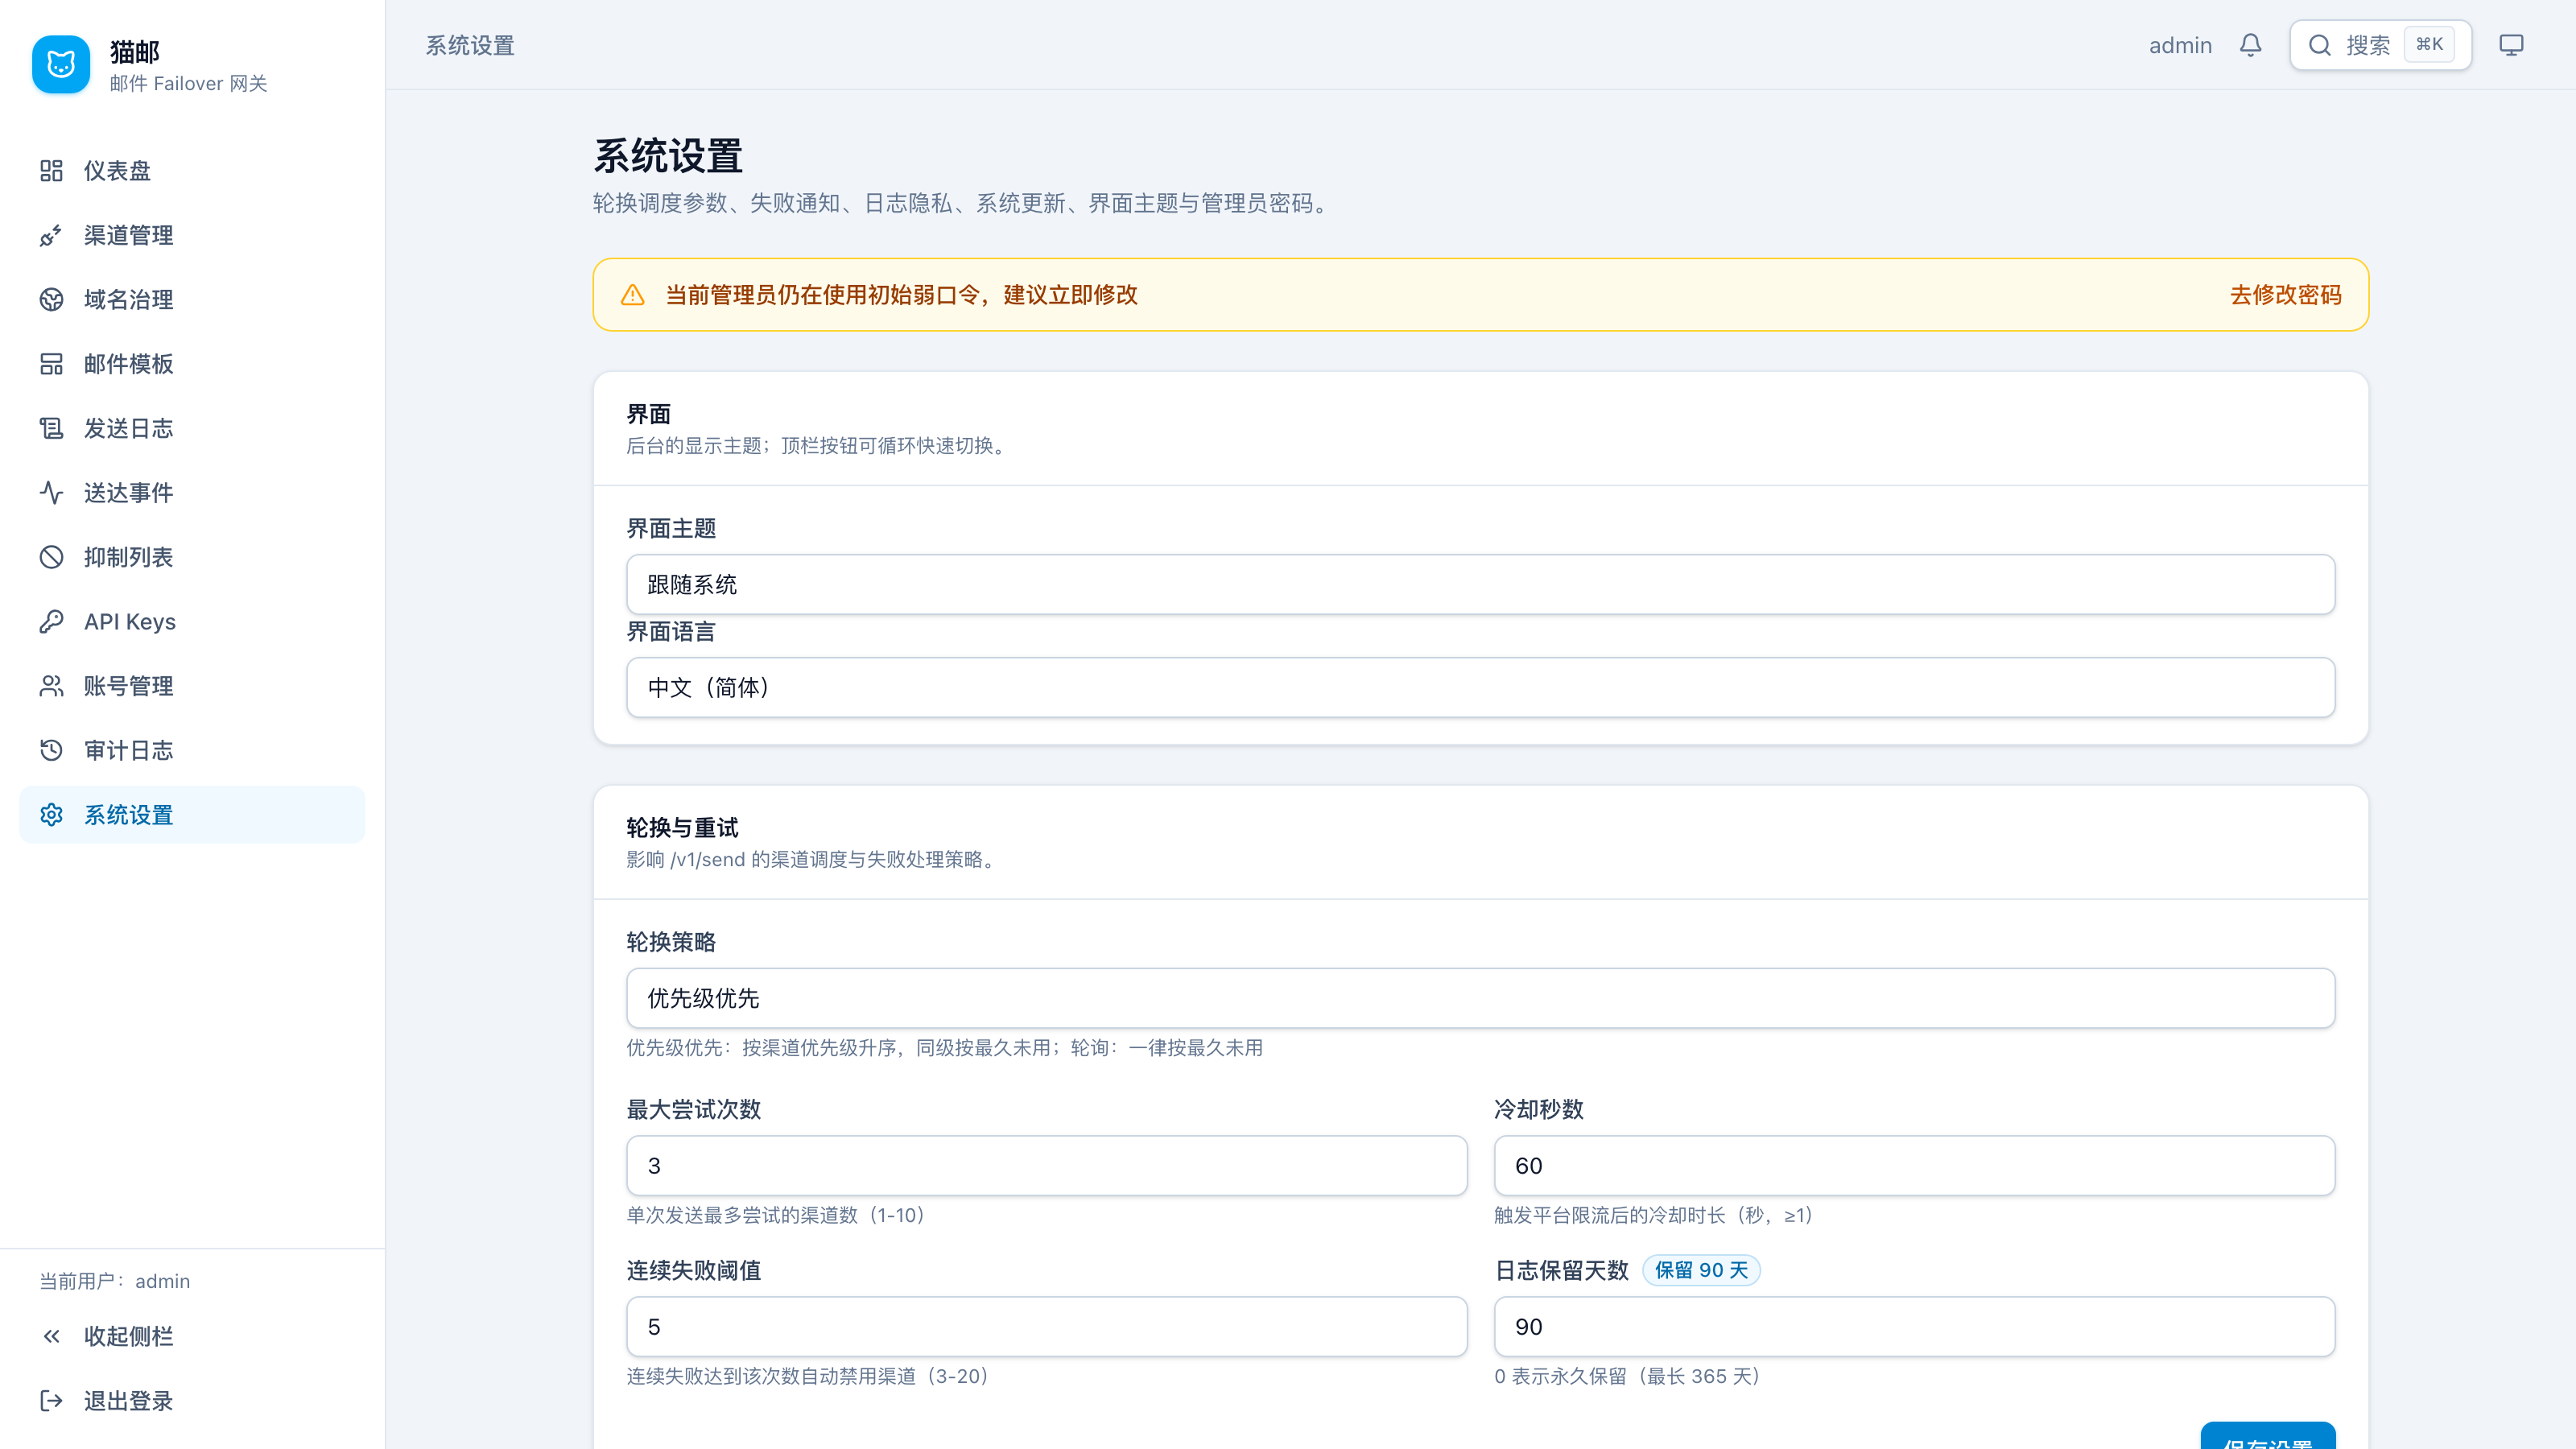 猫邮
邮件 Failover 网关
仪表盘
渠道管理
域名治理
邮件模板
发送日志
送达事件
抑制列表
API Keys
账号管理
审计日志
系统设置
当前用户：admin
收起侧栏
退出登录
系统设置
admin
搜索 ⌘K
系统设置
轮换调度参数、失败通知、日志隐私、系统更新、界面主题与管理员密码。
当前管理员仍在使用初始弱口令，建议立即修改
去修改密码
界面
后台的显示主题；顶栏按钮可循环快速切换。
界面主题
跟随系统
界面语言
中文（简体）
轮换与重试
影响 /v1/send 的渠道调度与失败处理策略。
轮换策略
优先级优先
优先级优先：按渠道优先级升序，同级按最久未用；轮询：一律按最久未用
最大尝试次数
3
单次发送最多尝试的渠道数（1-10）
冷却秒数
60
触发平台限流后的冷却时长（秒，≥1）
连续失败阈值
5
连续失败达到该次数自动禁用渠道（3-20）
日志保留天数 保留 90 天
90
0 表示永久保留（最长 365 天）
保存设置